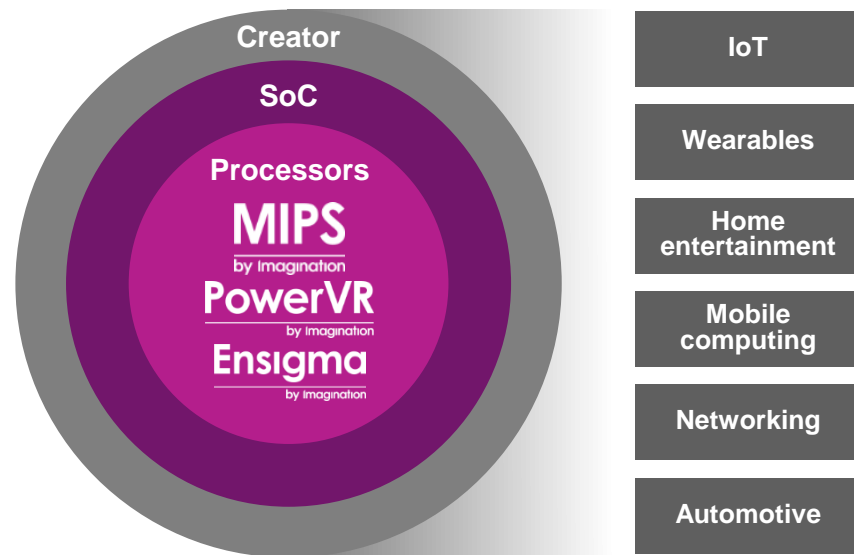 Creator
SoC
Processors
MIPS
by Imagination
PowerVR
by Imagination
Ensigma
by Imagination
IoT
Wearables
Home
entertainment
Mobile
computing
Networking
Automotive